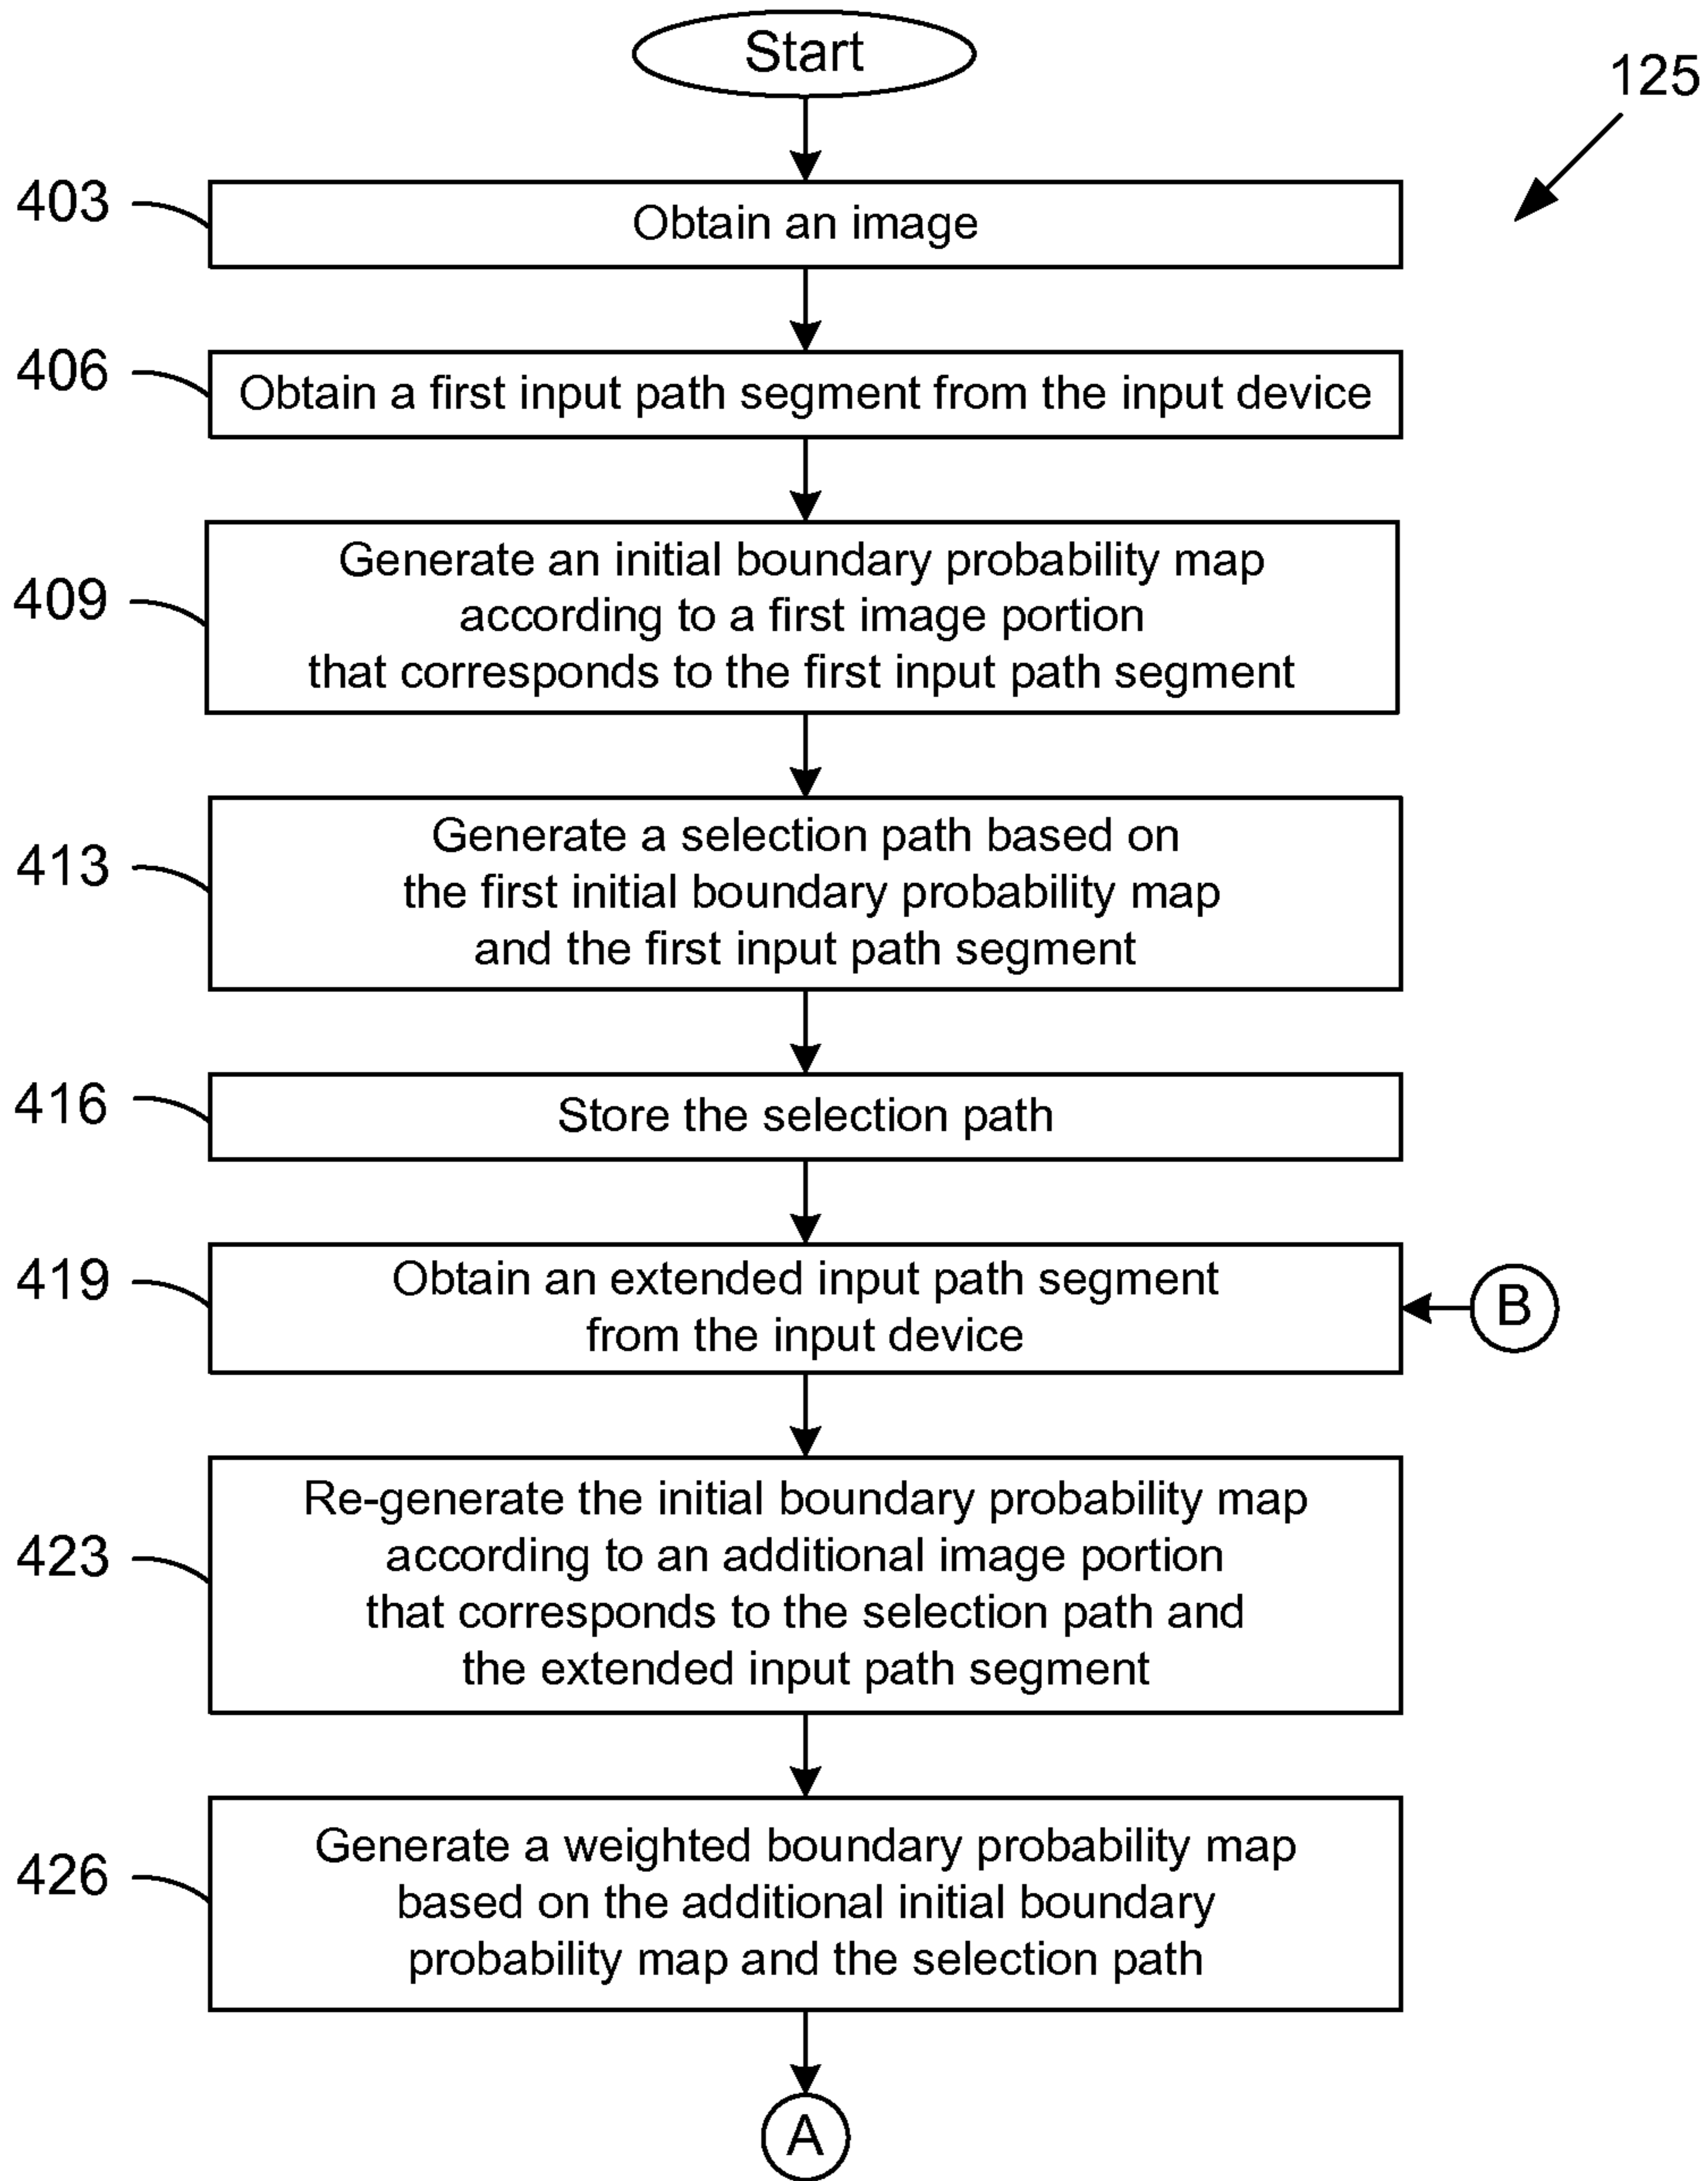 Start
125
403
Obtain an image
406
Obtain a first input path segment from the input device
409
Generate an initial boundary probability map
according to a first image portion
that corresponds to the first input path segment
413
Generate a selection path based on
the first initial boundary probability map
and the first input path segment
416
Store the selection path
419
Obtain an extended input path segment
from the input device
B
423
Re-generate the initial boundary probability map
according to an additional image portion
that corresponds to the selection path and
the extended input path segment
426
Generate a weighted boundary probability map
based on the additional initial boundary
probability map and the selection path
A